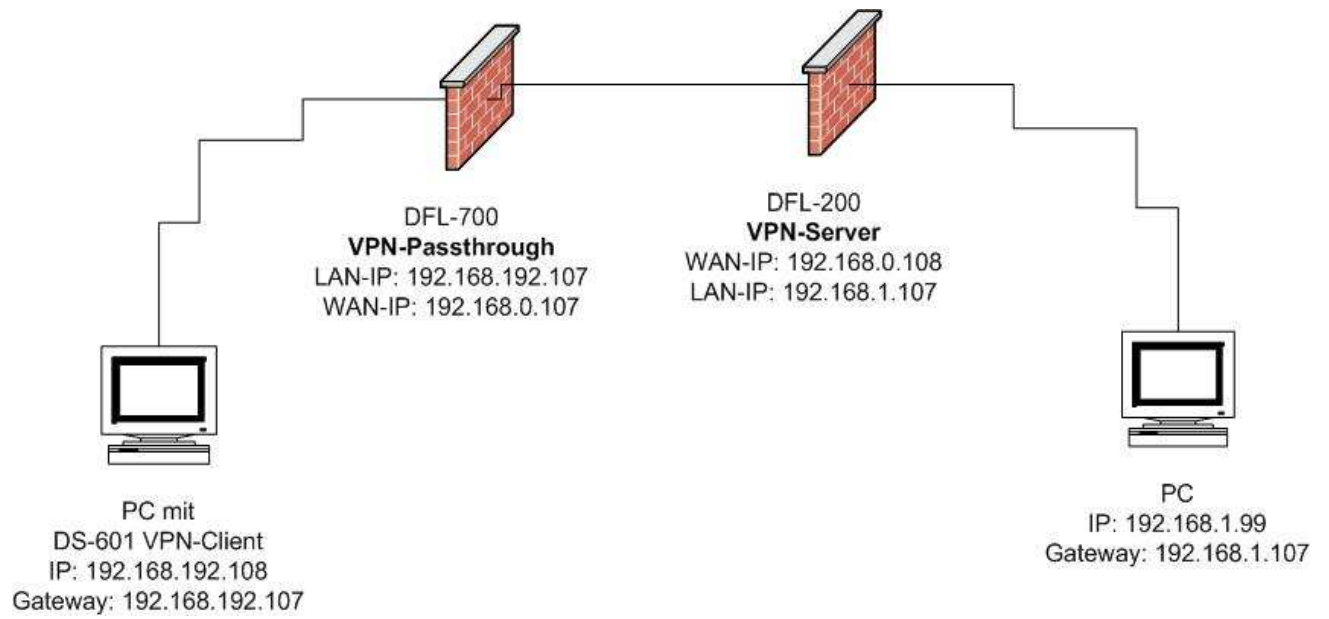 DFL-700
VPN-Passthrough
LAN-IP: 192.168.192.107
WAN-IP: 192.168.0.107
DFL-200
VPN-Server
WAN-IP: 192.168.0.108
LAN-IP: 192.168.1.107
PC mit
DS-601 VPN-Client
IP: 192.168.192.108
Gateway: 192.168.192.107
PC
IP: 192.168.1.99
Gateway: 192.168.1.107